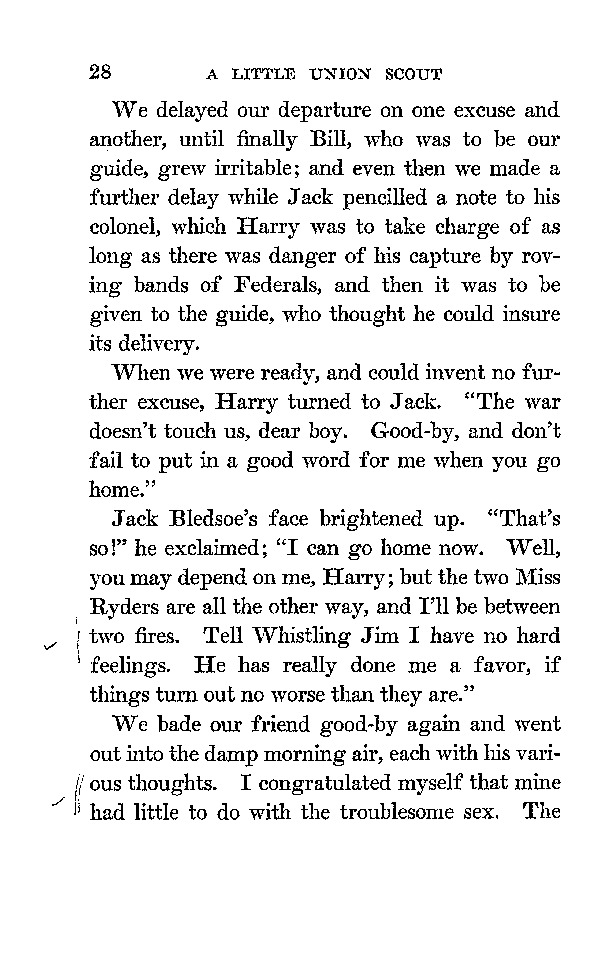 28 A LITTLE UNION SCOUT
We delayed our departure on one excuse and
another, until finally Bill, who was to be our
guide, grew irritable; and even then we made a
further delay while Jack pencilled a note to his
colonel, which Harry was to take charge of as
long as there was danger of his capture by rov-
ing bands of Federals, and then it was to be
given to the guide, who thought he could insure
its delivery.
When we were ready, and could invent no fur-
ther excuse, Harry turned to Jack. “The war
doesn’t touch us, dear boy. Good-by, and don’t
fail to put in a good word for me when you go
home.”
Jack Bledsoe’s face brightened up. “That’s
so!” he exclaimed; “I can go home now. Well,
you may depend on me, Harry; but the two Miss
Ryders are all the other way, and I’ll be between
two fires. Tell Whistling Jim I have no hard
feelings. He has really done me a favor, if
things turn out no worse than they are.”
We bade our friend good-by again and went
out into the damp morning air, each with his vari-
ous thoughts. I congratulated myself that mine
had little to do with the troublesome sex. The